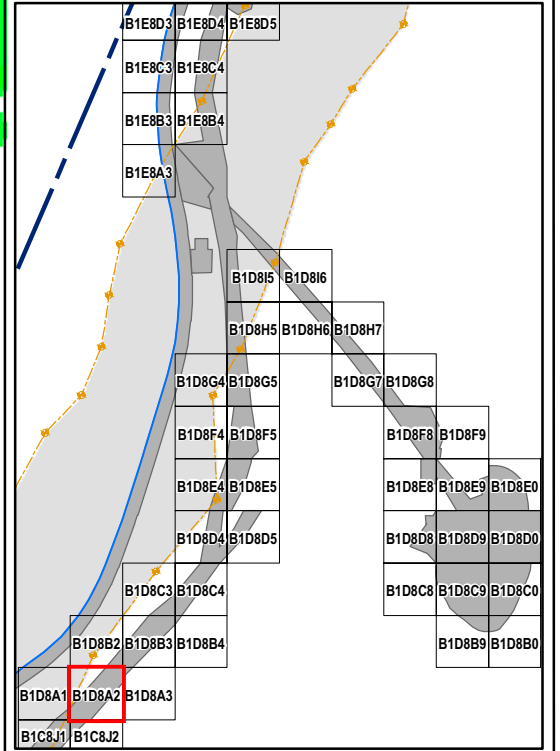 B1E8D3 B1E8D4 B1E8D5
B1E8C3 B1E8C4
B1E8B3 B1E8B4
B1E8A3
B1D8I5 B1D8I6
B1D8H5 B1D8H6 B1D8H7
B1D8G4 B1D8G5 B1D8G7 B1D8G8
B1D8F4 B1D8F5 B1D8F8 B1D8F9
B1D8E4 B1D8E5 B1D8E8 B1D8E9 B1D8E0
B1D8D4 B1D8D5 B1D8D8 B1D8D9 B1D8D0
B1D8C3 B1D8C4 B1D8C8 B1D8C9 B1D8C0
B1D8B2 B1D8B3 B1D8B4 B1D8B9 B1D8B0
B1D8A1 B1D8A2 B1D8A3
B1C8J1 B1C8J2